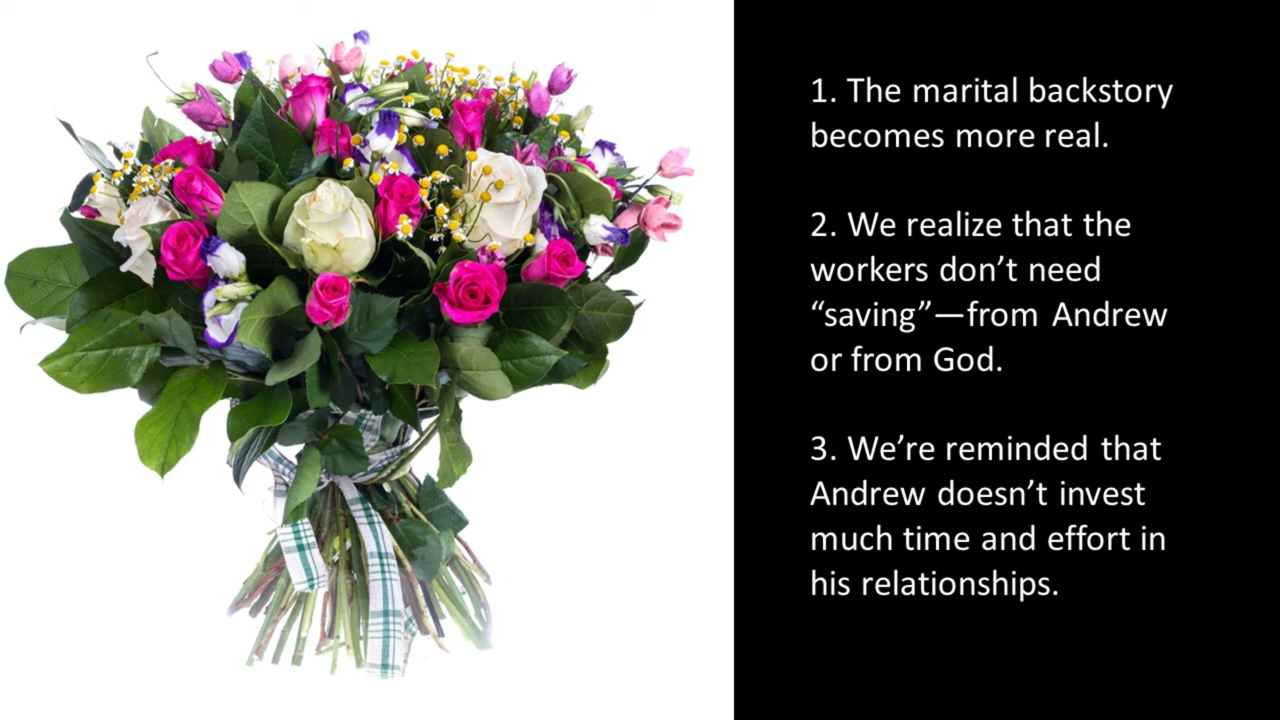 1. The marital backstory
becomes more real.
2. We realize that the
workers don’t need
“saving”—from Andrew
or from God.
3. We’re reminded that
Andrew doesn’t invest
much time and effort in
his relationships.